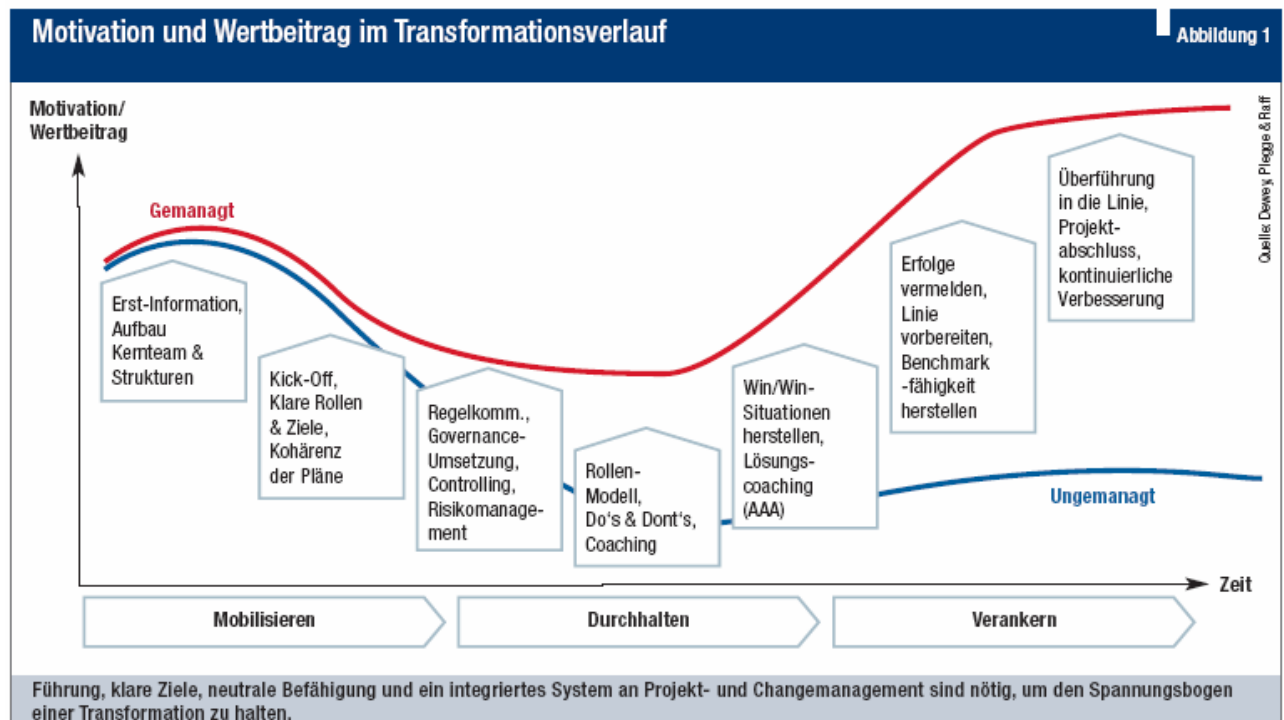 Motivation und Wertbeitrag im Transformationsverlauf
Abbildung 1
Motivation/
Wertbeitrag
Quelle: Dewey, Plegge & Raff
Gemanagt
Erst-Information,
Aufbau
Kernteam &
Strukturen
Kick-Off,
Klare Rollen
& Ziele,
Kohärenz
der Pläne
Regelkomm.,
Governance-
Umsetzung,
Controlling,
Risikomanage-
ment
Rollen-
Modell,
Do's & Dont's,
Coaching
Win/Win-
Situationen
herstellen,
Lösungs-
coaching
(AAA)
Erfolge
vermelden,
Linie
vorbereiten,
Benchmark
-fähigkeit
herstellen
Überführung
in die Linie,
Projekt-
abschluss,
kontinuierliche
Verbesserung
Ungemanagt
Zeit
Mobilisieren
Durchhalten
Verankern
Führung, klare Ziele, neutrale Befähigung und ein integriertes System an Projekt- und Changemanagement sind nötig, um den Spannungsbogen
einer Transformation zu halten.